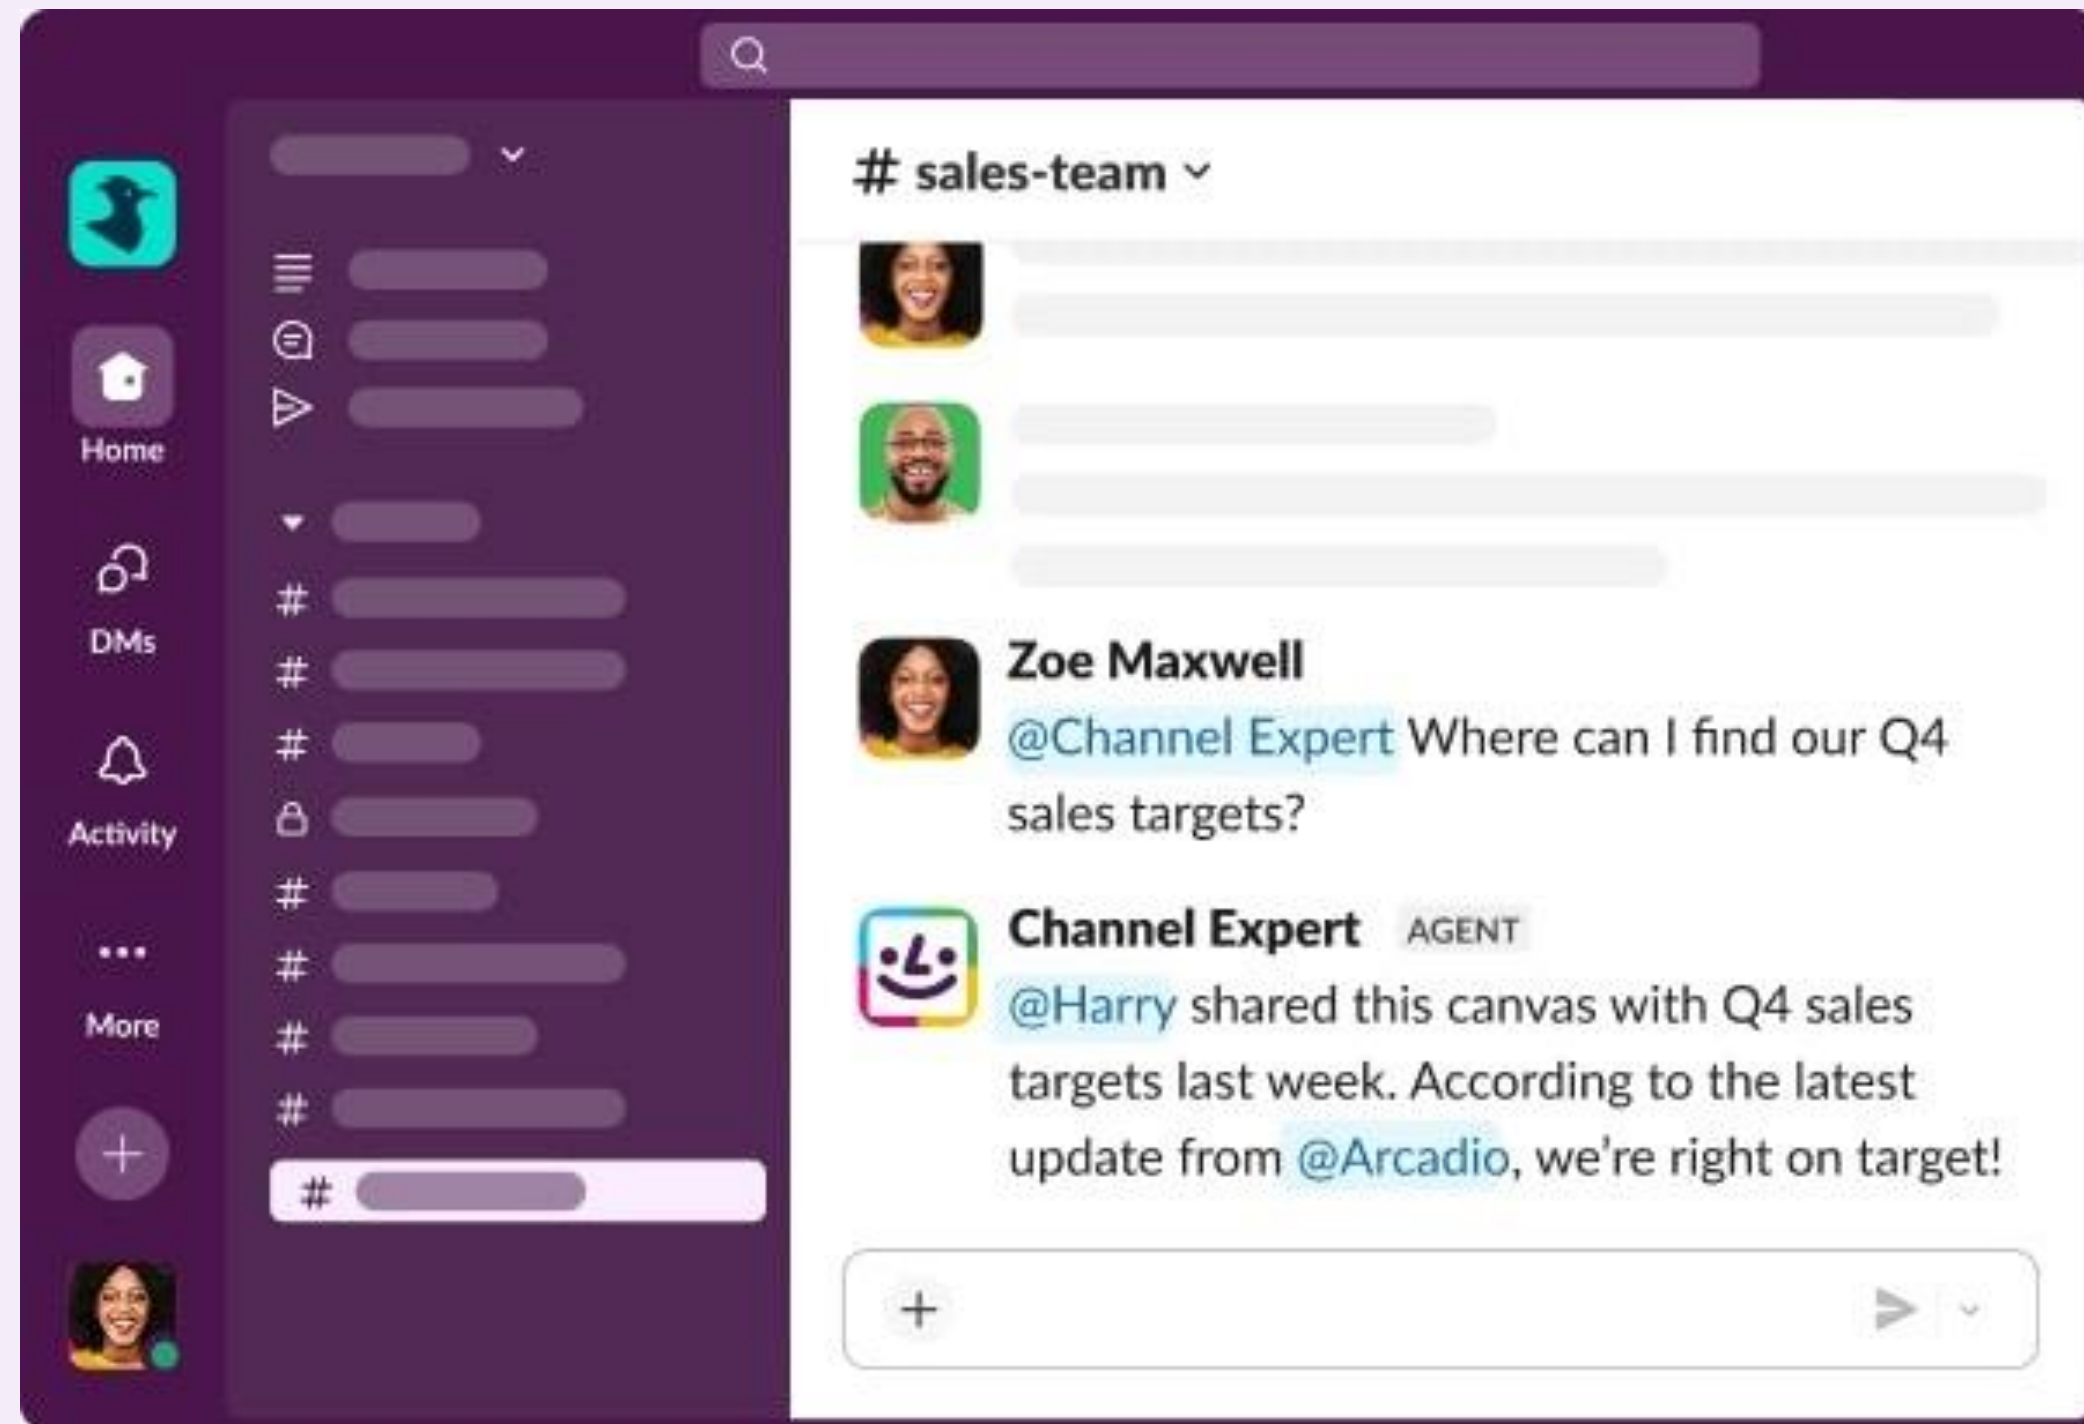 Home
DMs
Activity
More
# sales-team
Zoe Maxwell
@Channel Expert Where can I find our Q4
sales targets?
Channel Expert AGENT
@Harry shared this canvas with Q4 sales
targets last week. According to the latest
update from @Arcadio, we're right on target!